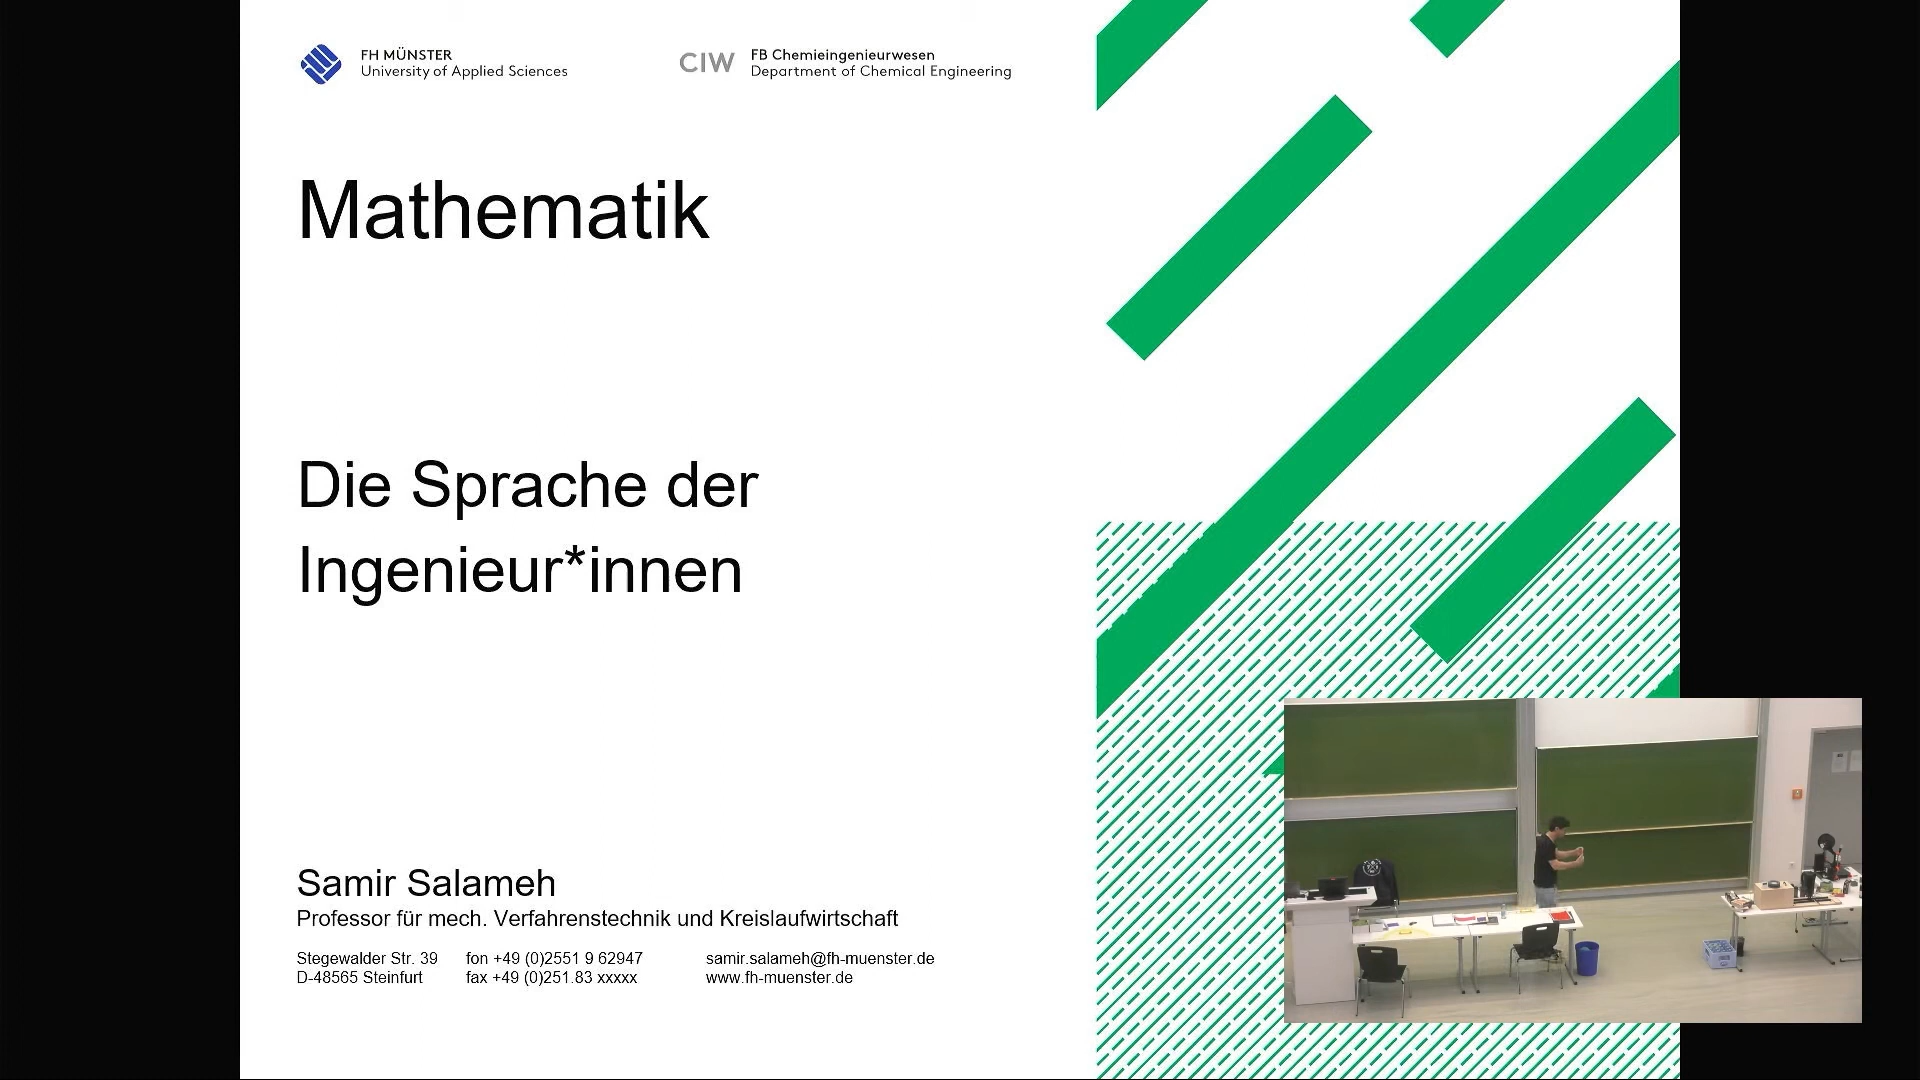 FH MÜNSTER
University of Applied Sciences
CIW
FB Chemieingenieurwesen
Department of Chemical Engineering
Mathematik
Die Sprache der
Ingenieur*innen
Samir Salameh
Professor für mech. Verfahrenstechnik und Kreislaufwirtschaft
Stegewalder Str. 39
D-48565 Steinfurt
fon +49 (0)2551 9 62947
fax +49 (0)251.83 xxxxx
samir.salameh@fh-muenster.de
www.fh-muenster.de